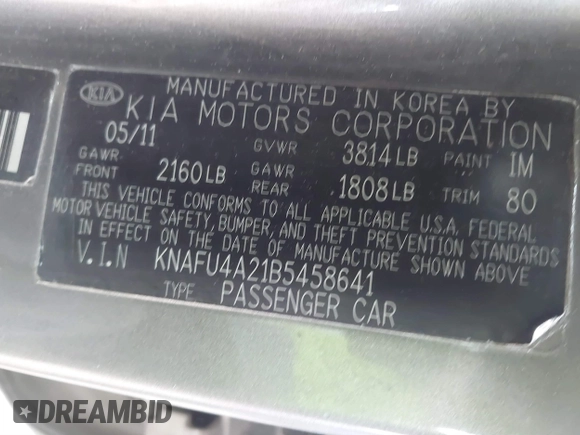 MANUFACTURED IN KOREA BY
KIA KIA MOTORS CORPORATION
05/11 GVWR 3814LB PAINT IM
GAWR FRONT 2160LB GAWR REAR 1808LB TRIM 80
THIS VEHICLE CONFORMS TO ALL APPLICABLE U.S.A. FEDERAL
MOTOR VEHICLE SAFETY, BUMPER, AND THEFT PREVENTION STANDARDS
IN EFFECT ON THE DATE OF MANUFACTURE SHOWN ABOVE
V.I.N KNAFU4A21B5458641
TYPE PASSENGER CAR
DREAMBID